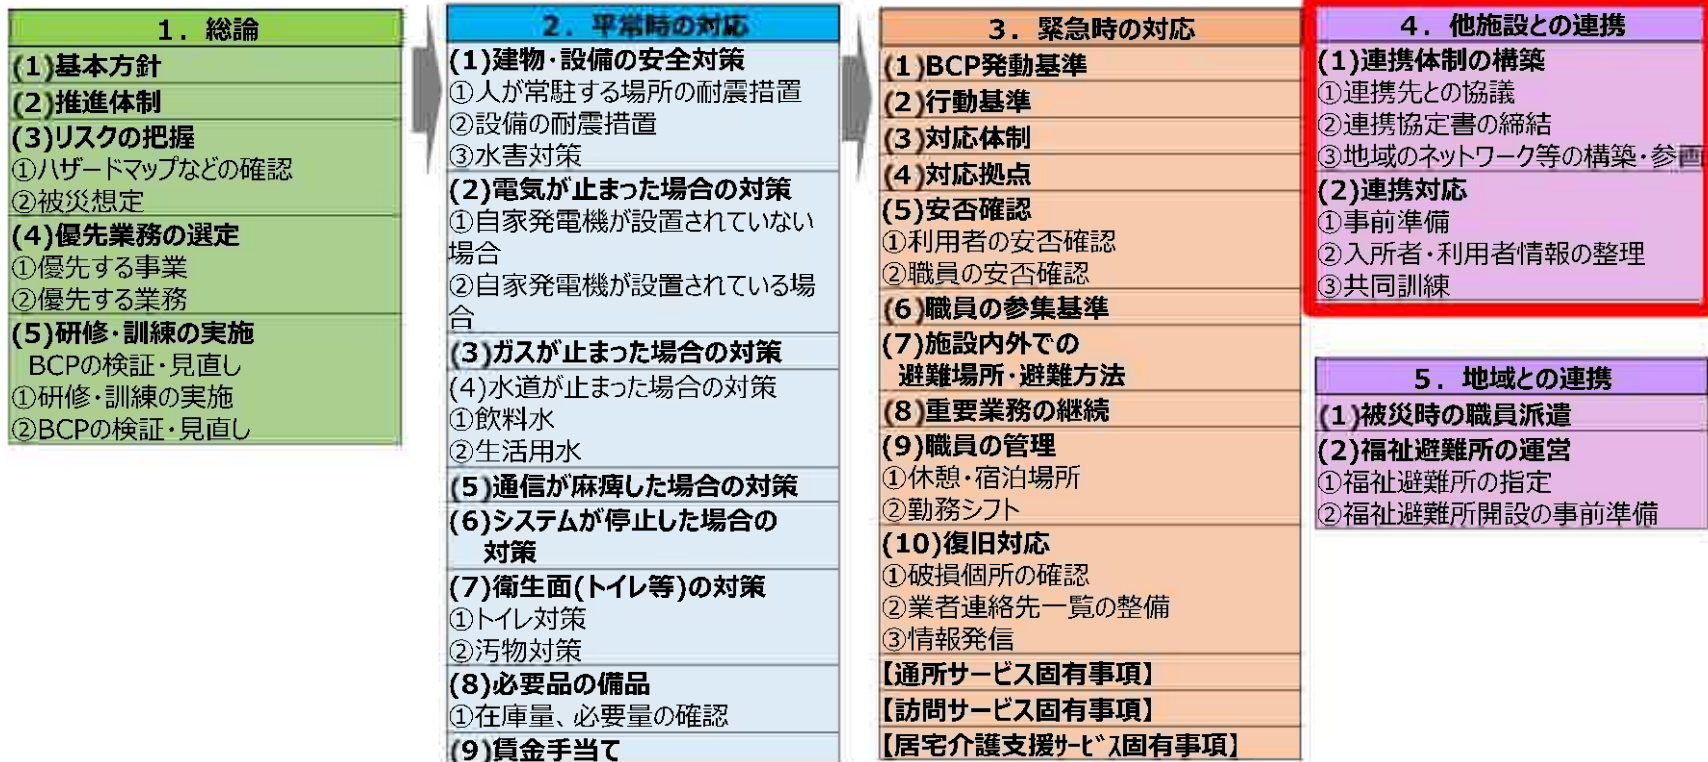 1. 総論
(1)基本方針
(2)推進体制
(3)リスクの把握
①ハザードマップなどの確認
②被災想定
(4)優先業務の選定
①優先する事業
②優先する業務
(5)研修・訓練の実施
BCPの検証・見直し
①研修・訓練の実施
②BCPの検証・見直し
2. 平常時の対応
(1)建物・設備の安全対策
①人が常駐する場所の耐震措置
②設備の耐震措置
③水害対策
(2)電気が止まった場合の対策
①自家発電機が設置されていない
場合
②自家発電機が設置されている場
合
(3)ガスが止まった場合の対策
(4)水道が止まった場合の対策
①飲料水
②生活用水
(5)通信が麻痺した場合の対策
(6)システムが停止した場合の
対策
(7)衛生面(トイレ等)の対策
①トイレ対策
②汚物対策
(8)必要品の備品
①在庫量、必要量の確認
(9)賃金手当て
3. 緊急時の対応
(1)BCP発動基準
(2)行動基準
(3)対応体制
(4)対応拠点
(5)安否確認
①利用者の安否確認
②職員の安否確認
(6)職員の参集基準
(7)施設内外での
避難場所・避難方法
(8)重要業務の継続
(9)職員の管理
①休憩・宿泊場所
②勤務シフト
(10)復旧対応
①破損個所の確認
②業者連絡先一覧の整備
③情報発信
【通所サービス固有事項】
【訪問サービス固有事項】
【居宅介護支援ｻｰﾋﾞｽ固有事項】
4. 他施設との連携
(1)連携体制の構築
①連携先との協議
②連携協定書の締結
③地域のネットワーク等の構築・参画
(2)連携対応
①事前準備
②入所者・利用者情報の整理
③共同訓練
5. 地域との連携
(1)被災時の職員派遣
(2)福祉避難所の運営
①福祉避難所の指定
②福祉避難所開設の事前準備